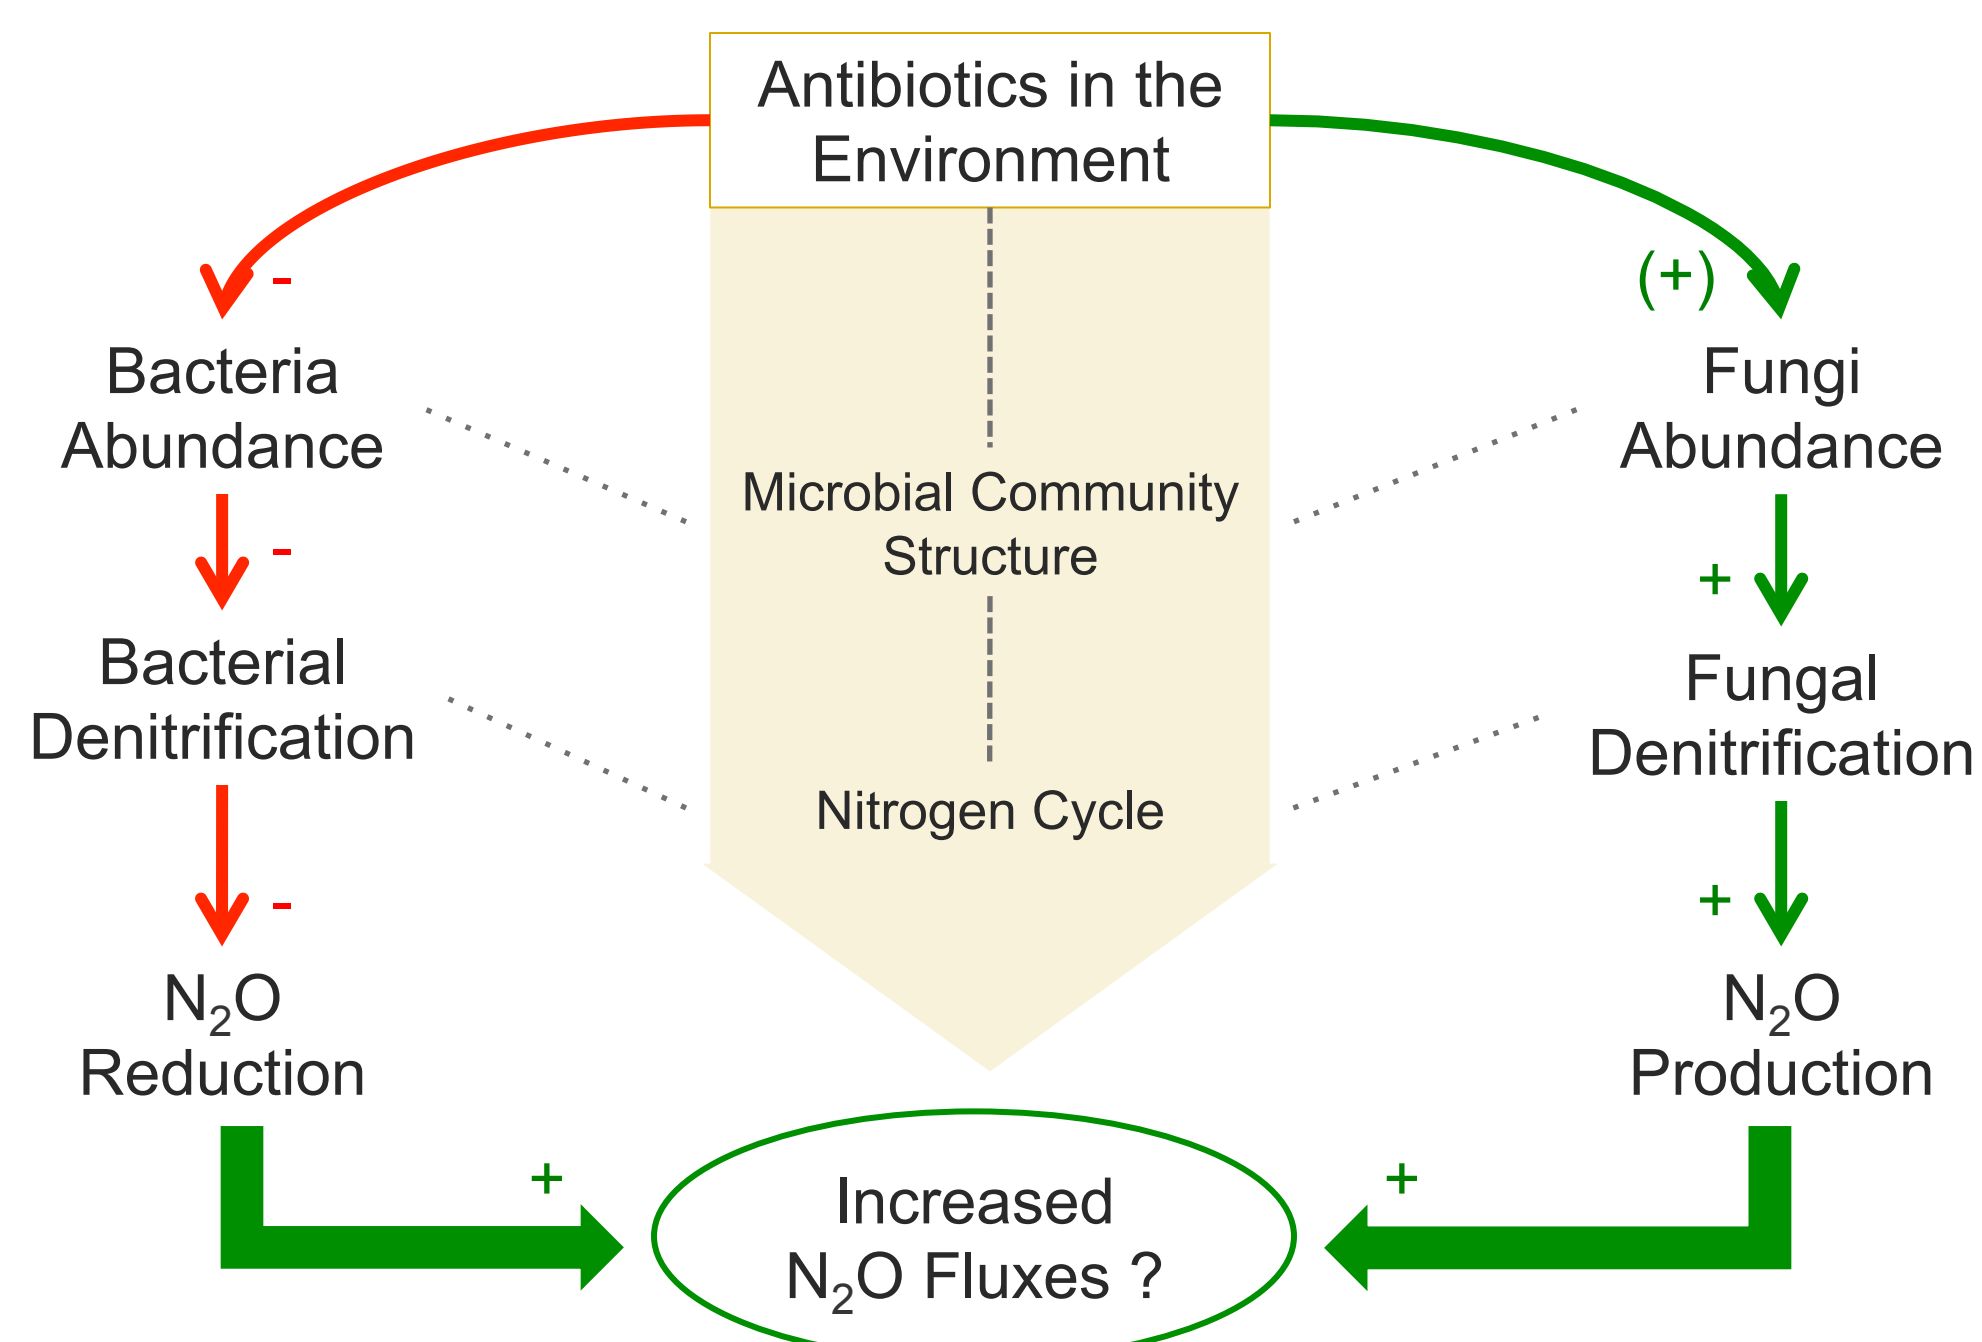 Antibiotics in the
Environment
-
(+)
Bacteria
Abundance
Fungi
Abundance
Microbial Community
Structure
-
+
Bacterial
Denitrification
Fungal
Denitrification
Nitrogen Cycle
-
+
N₂O
Reduction
N₂O
Production
+
+
Increased
N₂O Fluxes ?